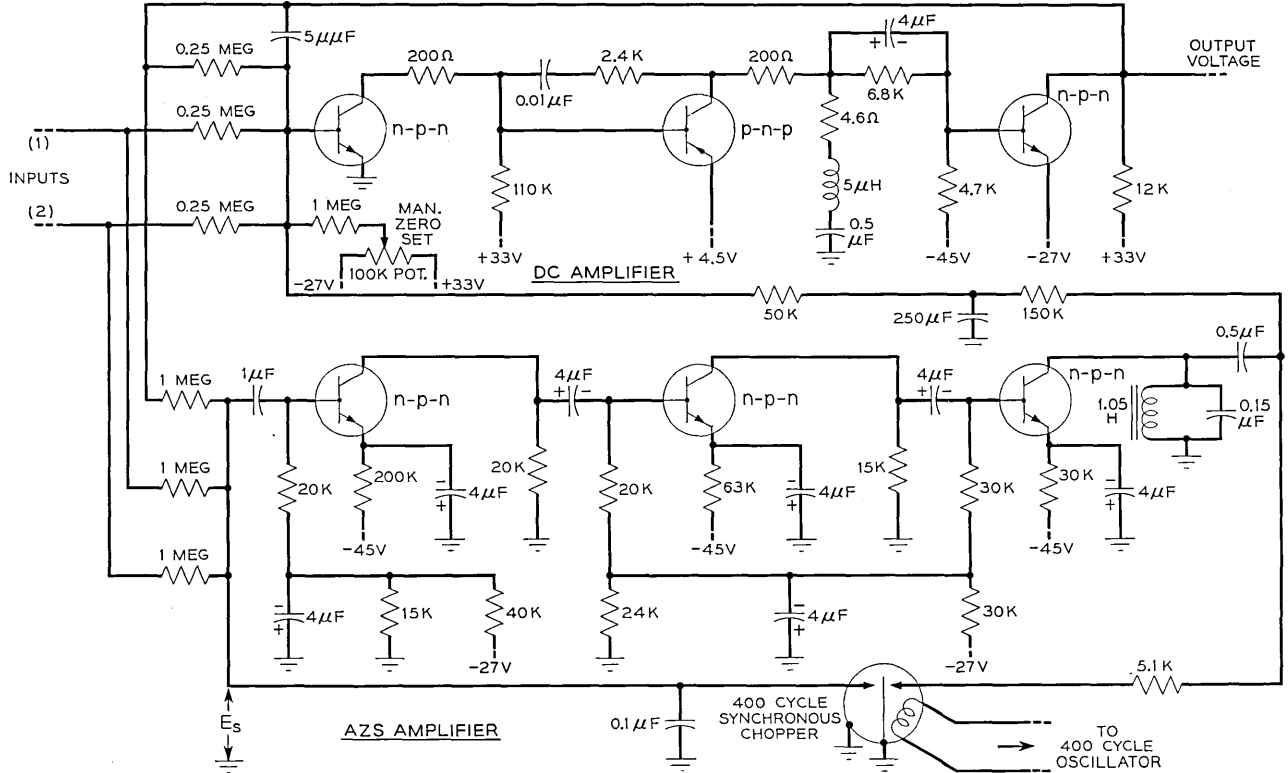 0.25 MEG
5μμF
200Ω
0.01μF
2.4K
200Ω
4μF
+ -
6.8K
OUTPUT
VOLTAGE
0.25 MEG
n-p-n
p-n-p
4.6Ω
n-p-n
(1)
INPUTS
(2)
0.25 MEG
1 MEG
MAN.
ZERO
SET
100K POT.
-27V
+33V
110K
+33V
+4.5V
5μH
0.5
μF
4.7K
-45V
-27V
12K
+33V
DC AMPLIFIER
50K
250μF
150K
0.5μF
1 MEG
1μF
n-p-n
4μF
+ -
n-p-n
4μF
+ -
n-p-n
1.05
H
0.15
μF
1 MEG
20K
200K
-45V
-
+
4μF
20K
20K
63K
-45V
-
+
4μF
15K
30K
30K
-45V
-
+
4μF
1 MEG
-
+
4μF
15K
40K
-27V
24K
-
+
4μF
30K
-27V
5.1K
Es
AZS AMPLIFIER
0.1μF
400 CYCLE
SYNCHRONOUS
CHOPPER
TO
400 CYCLE
OSCILLATOR